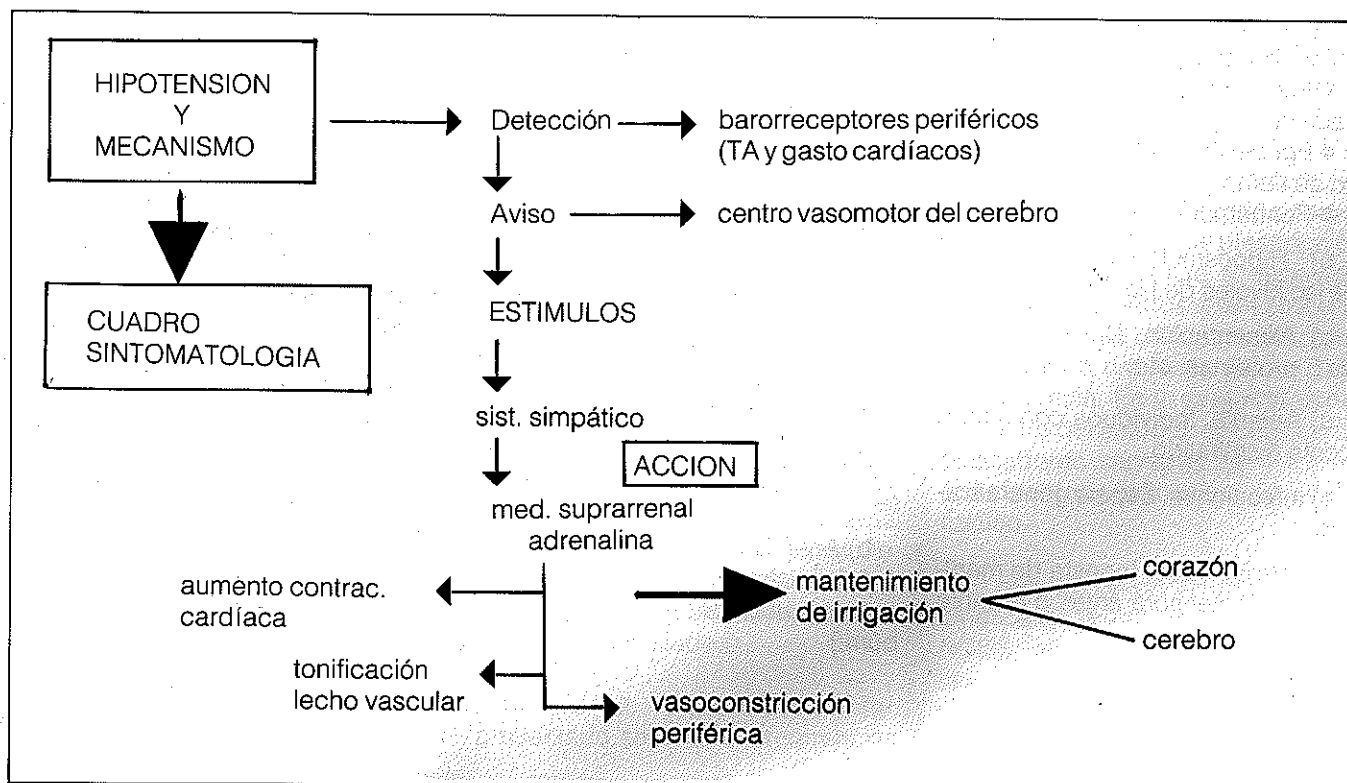 HIPOTENSION
Y
MECANISMO
Detección
barorreceptores periféricos
(TA y gasto cardíacos)
Aviso
centro vasomotor del cerebro
CUADRO
SINTOMATOLOGIA
ESTIMULOS
sist. simpático
ACCION
med. suprarrenal
adrenalina
aumento contrac.
cardíaca
mantenimiento
de irrigación
corazón
cerebro
tonificación
lecho vascular
vasoconstricción
periférica